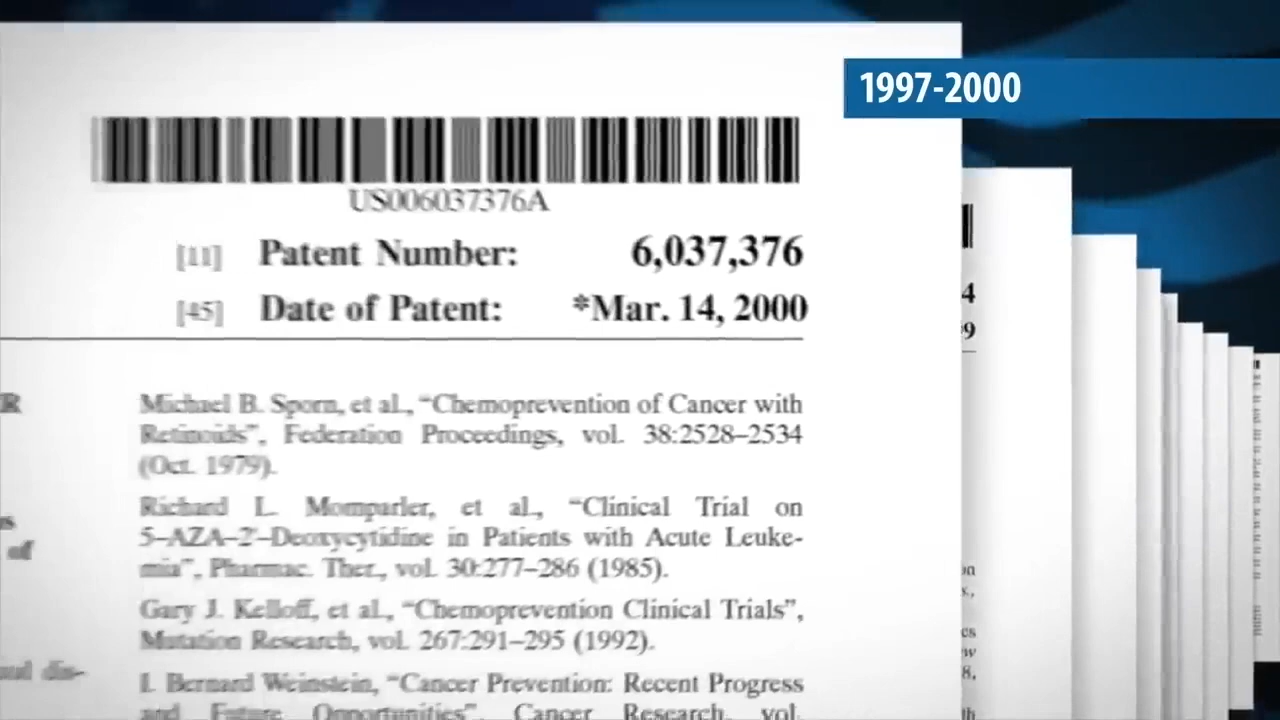 1997-2000
US006037376A
[11] Patent Number: 6,037,376
[45] Date of Patent: *Mar. 14, 2000
Michael B. Sporn, et al., “Chemoprevention of Cancer with
Retinoids”, Federation Proceedings, vol. 38:2528–2534
(Oct. 1979).
Richard L. Momparler, et al., “Clinical Trial on
5–AZA–2'–Deoxycytidine in Patients with Acute Leuke-
mia”, Pharmac. Ther., vol. 30:277–286 (1985).
Gary J. Kelloff, et al., “Chemoprevention Clinical Trials”,
Mutation Research, vol. 267:291–295 (1992).
I. Bernard Weinstein, “Cancer Prevention: Recent Progress
and Future Opportunities”, Cancer Research, vol.
of
4
9
8,